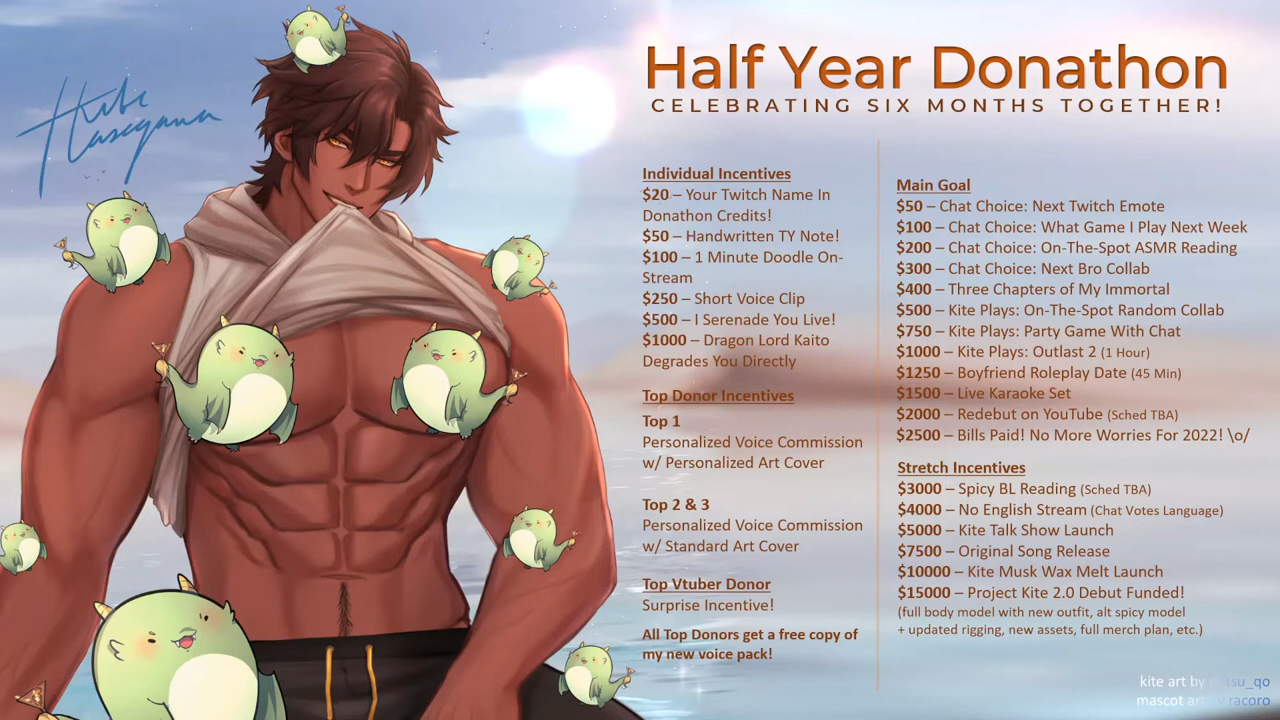 Kite
Hasegawa
Half Year Donathon
CELEBRATING SIX MONTHS TOGETHER!
Individual Incentives
$20 – Your Twitch Name In
Donathon Credits!
$50 – Handwritten TY Note!
$100 – 1 Minute Doodle On-
Stream
$250 – Short Voice Clip
$500 – I Serenade You Live!
$1000 – Dragon Lord Kaito
Degrades You Directly
Top Donor Incentives
Top 1
Personalized Voice Commission
w/ Personalized Art Cover
Top 2 & 3
Personalized Voice Commission
w/ Standard Art Cover
Top Vtuber Donor
Surprise Incentive!
All Top Donors get a free copy of
my new voice pack!
Main Goal
$50 – Chat Choice: Next Twitch Emote
$100 – Chat Choice: What Game I Play Next Week
$200 – Chat Choice: On-The-Spot ASMR Reading
$300 – Chat Choice: Next Bro Collab
$400 – Three Chapters of My Immortal
$500 – Kite Plays: On-The-Spot Random Collab
$750 – Kite Plays: Party Game With Chat
$1000 – Kite Plays: Outlast 2 (1 Hour)
$1250 – Boyfriend Roleplay Date (45 Min)
$1500 – Live Karaoke Set
$2000 – Redebut on YouTube (Sched TBA)
$2500 – Bills Paid! No More Worries For 2022! \o/
Stretch Incentives
$3000 – Spicy BL Reading (Sched TBA)
$4000 – No English Stream (Chat Votes Language)
$5000 – Kite Talk Show Launch
$7500 – Original Song Release
$10000 – Kite Musk Wax Melt Launch
$15000 – Project Kite 2.0 Debut Funded!
(full body model with new outfit, alt spicy model
+ updated rigging, new assets, full merch plan, etc.)
kite art by
mascot art